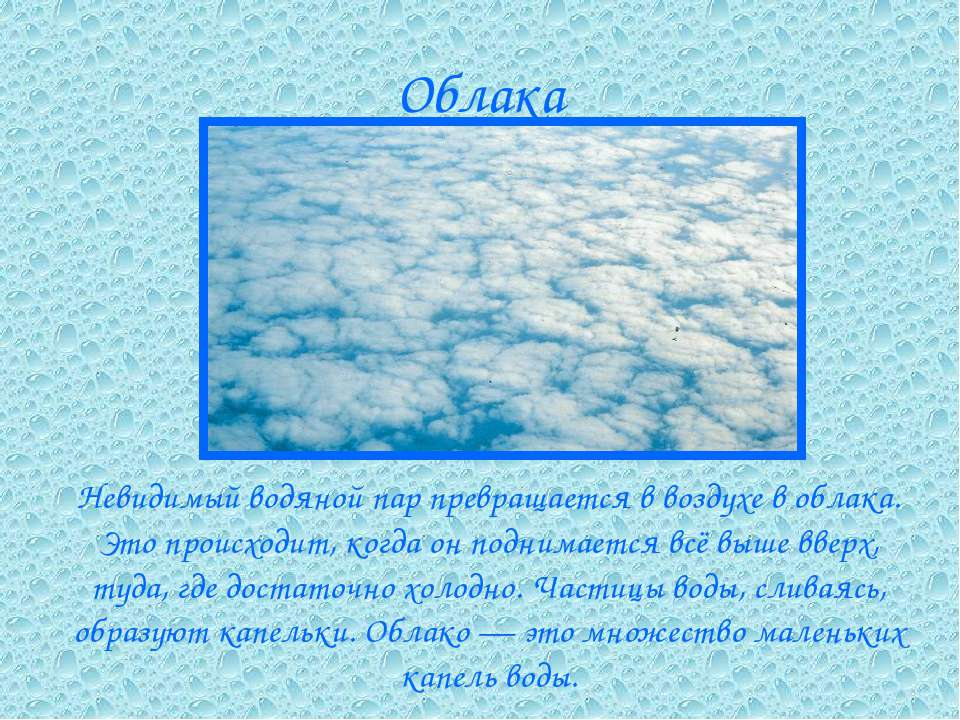 Облака
Невидимый водяной пар превращается в воздухе в облака.
Это происходит, когда он поднимается всё выше вверх,
туда, где достаточно холодно. Частицы воды, сливаясь,
образуют капельки. Облако — это множество маленьких
капель воды.